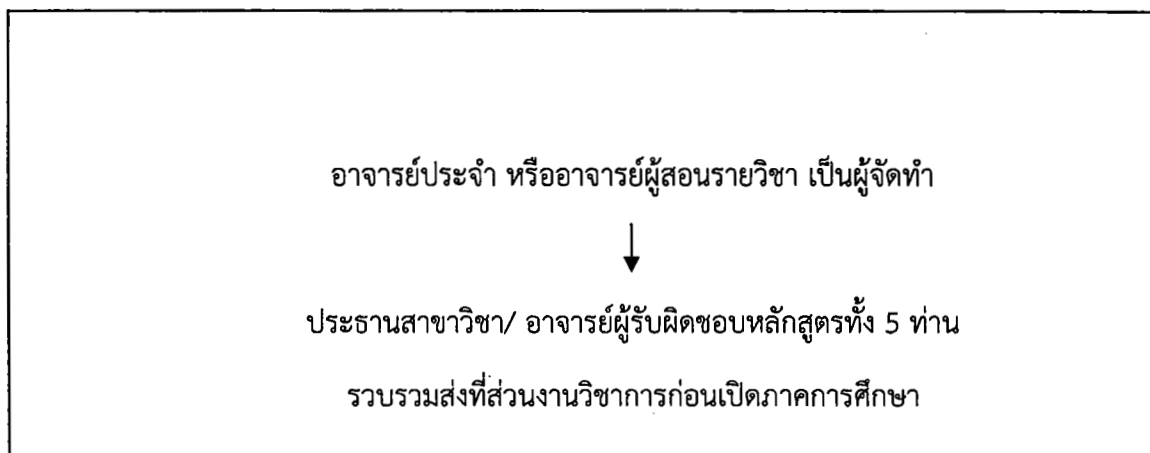 อาจารย์ประจำ หรืออาจารย์ผู้สอนรายวิชา เป็นผู้จัดทำ
ประธานสาขาวิชา/ อาจารย์ผู้รับผิดชอบหลักสูตรทั้ง 5 ท่าน
รวบรวมส่งที่ส่วนงานวิชาการก่อนเปิดภาคการศึกษา